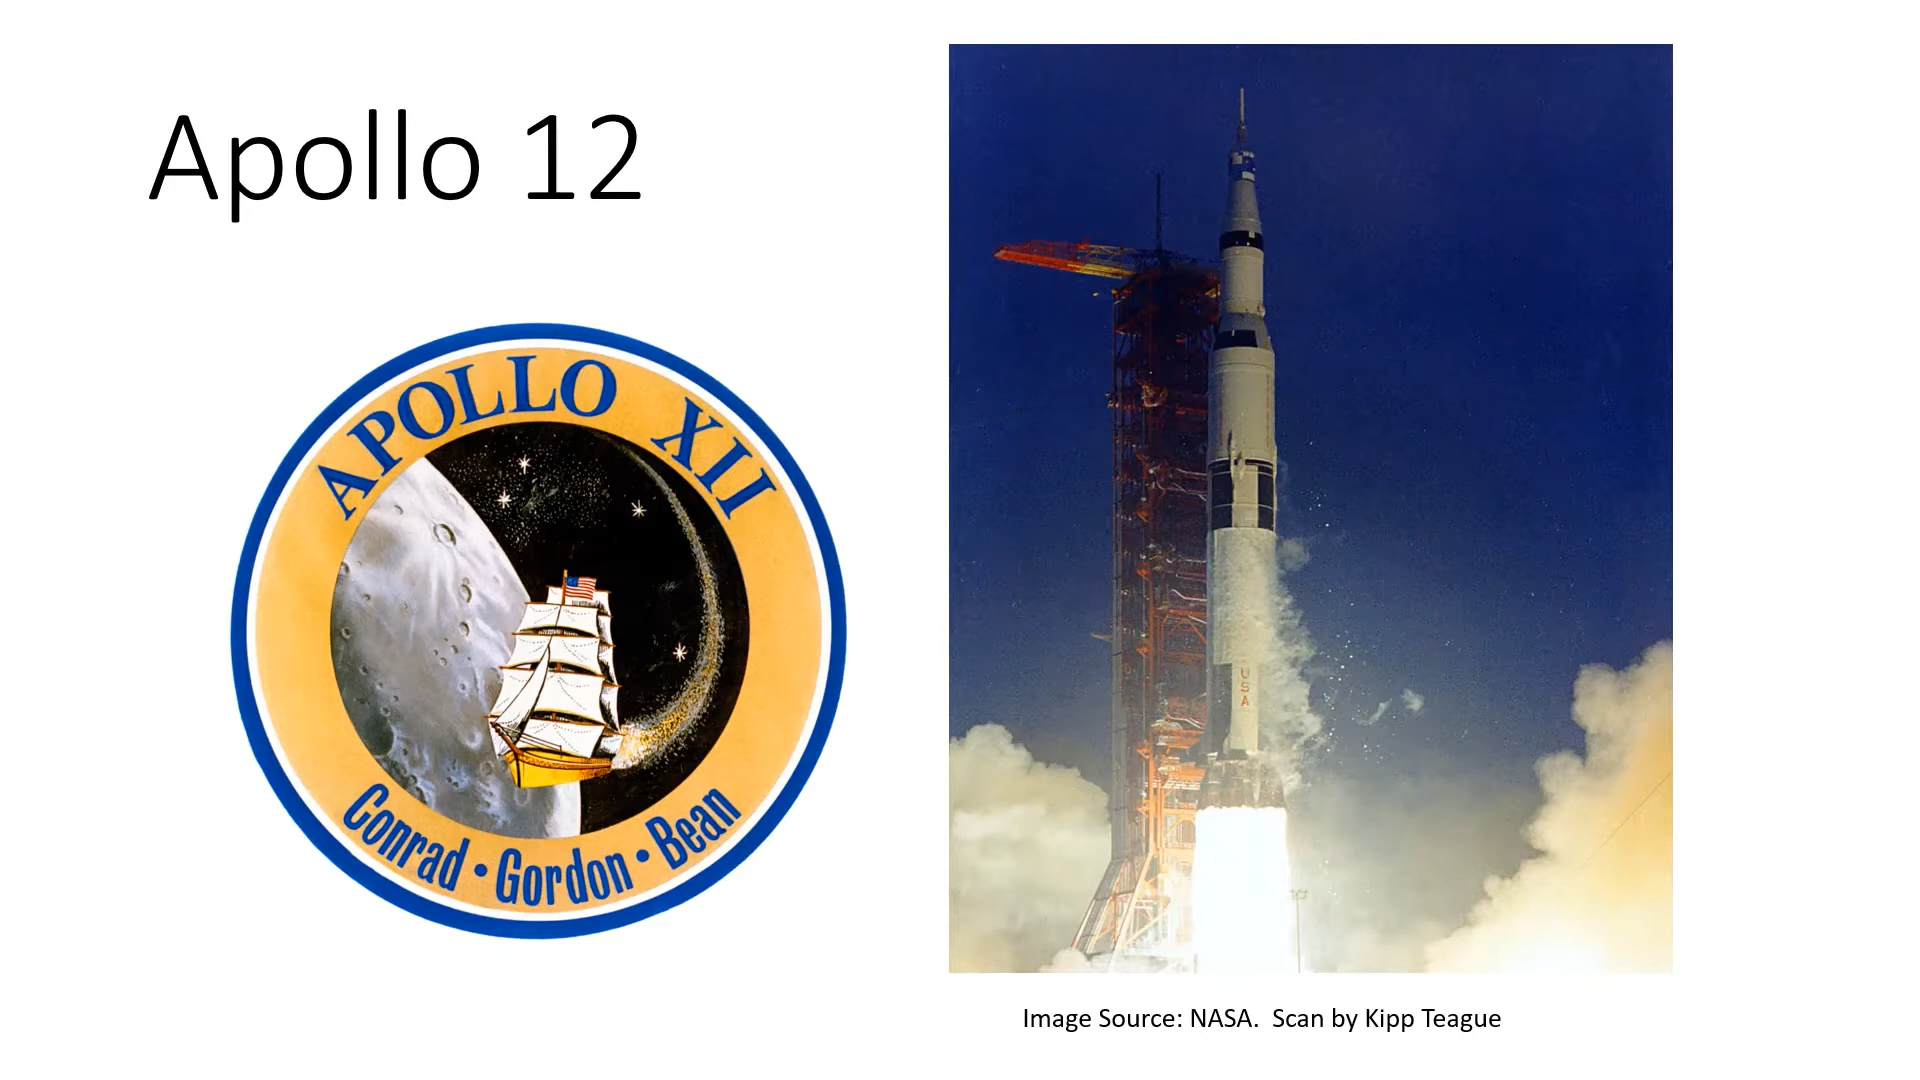 Apollo 12
APOLLO XII
Conrad • Gordon • Bean
USA
Image Source: NASA.  Scan by Kipp Teague